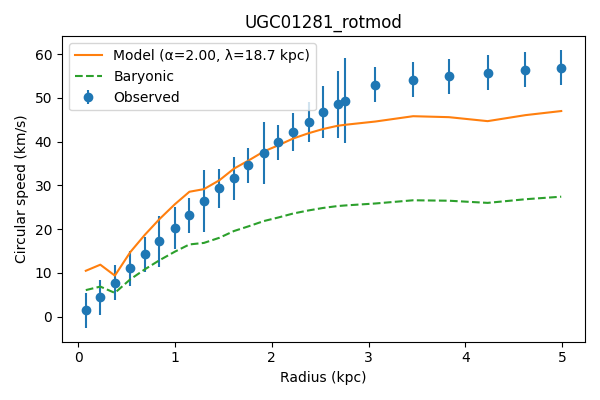 UGC01281_rotmod
Model (α=2.00, λ=18.7 kpc)
Baryonic
Observed
Circular speed (km/s)
60
50
40
30
20
10
0
0 1 2 3 4 5
Radius (kpc)